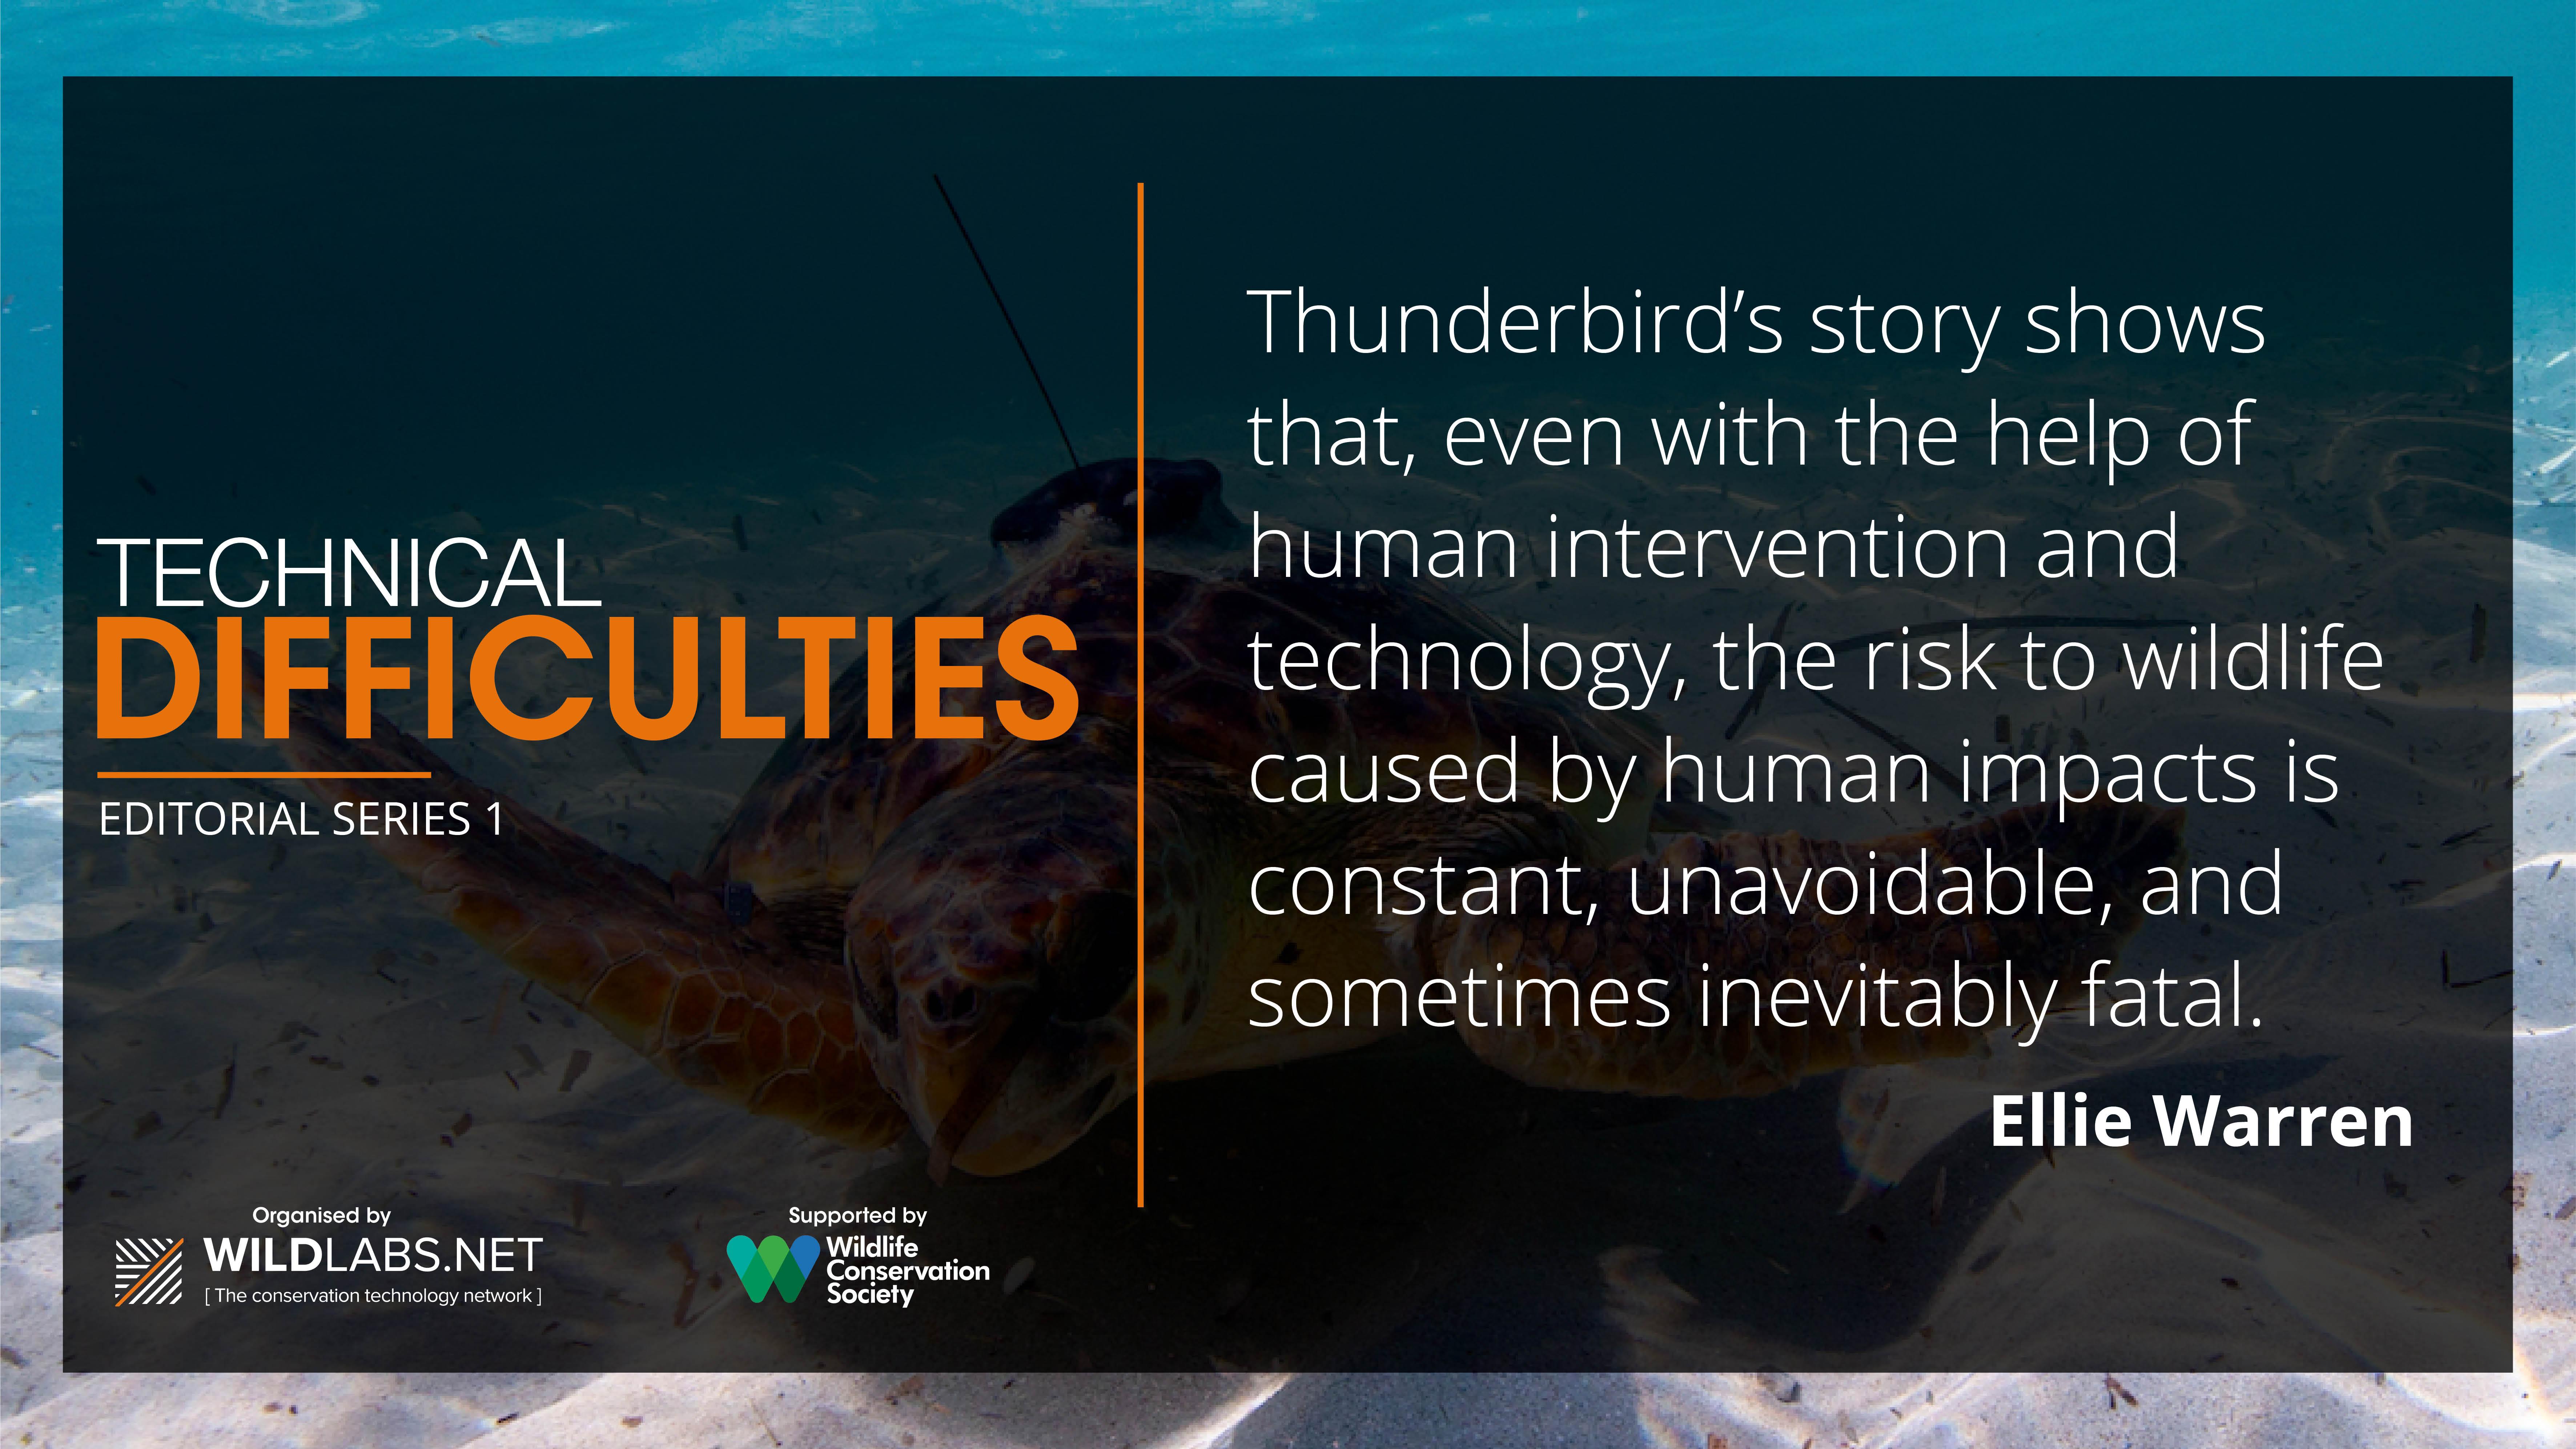 TECHNICAL
DIFFICULTIES
EDITORIAL SERIES 1
Thunderbird’s story shows
that, even with the help of
human intervention and
technology, the risk to wildlife
caused by human impacts is
constant, unavoidable, and
sometimes inevitably fatal.
Ellie Warren
Organised by
WILDLABS.NET
[ The conservation technology network ]
Supported by
Wildlife
Conservation
Society